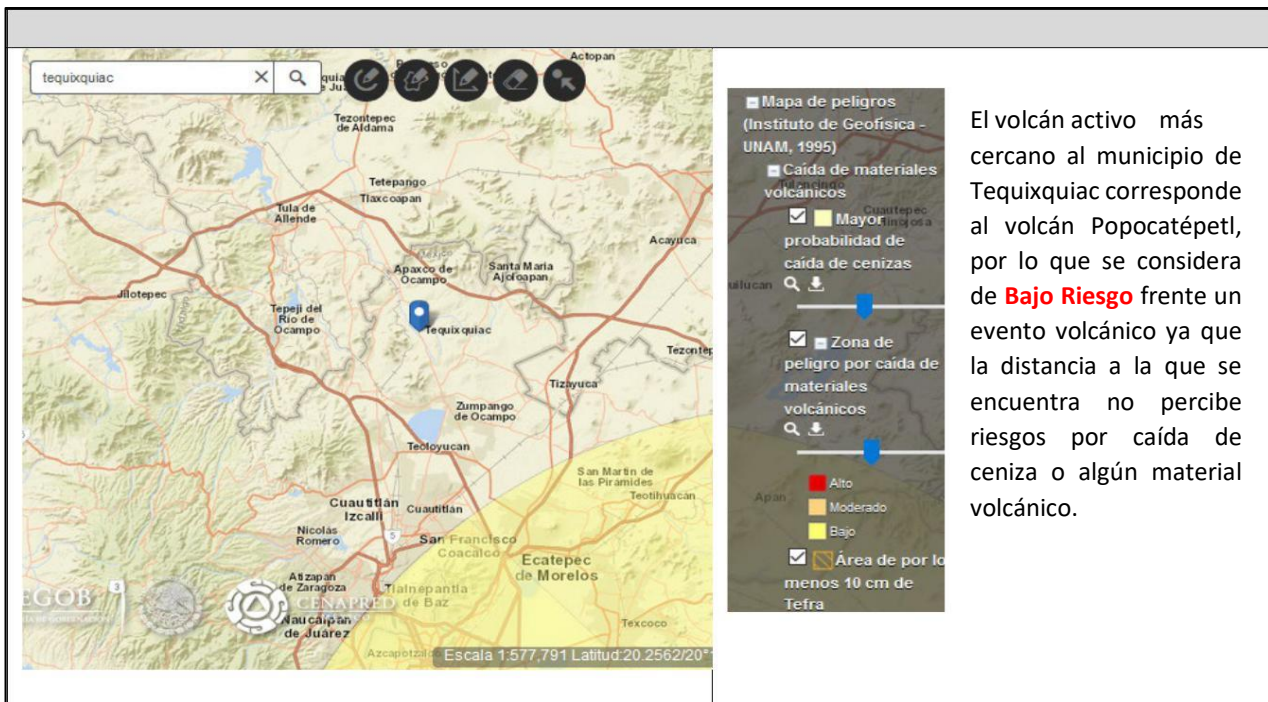 tequixquiac
Actopan
Tezontepec
de Aldama
Tetepango
Tlaxcoapan
Tula de
Allende
Acayuca
Apaxco de
Ocampo
Santa María
Ajoloapan
Jilotepec
Tepeji del
Río de
Ocampo
Tequixquiac
Tizayuca
Zumpango
de Ocampo
Teoloyucan
San Martín de
las Pirámides
Teotihuacán
Cuautitlán
Izcalli
Cuautitlán
Nicolás
Romero
5
San Francisco
Coacalco
Ecatepec
de Morelos
Atizapan
de Zaragoza
Tlalnepantla
de Baz
3
CENAPRED
Naucalpan
de Juárez
Texcoco
Escala 1:577,791 Latitud:20.2562/20°
Mapa de peligros
(Instituto de Geofísica -
UNAM, 1995)
Caída de materiales
volcánicos
Mayor
probabilidad de
caída de cenizas
Zona de
peligro por caída de
materiales
volcánicos
Apan
Alto
Moderado
Bajo
Área de por lo
menos 10 cm de
Tefra
El volcán activo más
cercano al municipio de
Tequixquiac corresponde
al volcán Popocatépetl,
por lo que se considera
de Bajo Riesgo frente un
evento volcánico ya que
la distancia a la que se
encuentra no percibe
riesgos por caída de
ceniza o algún material
volcánico.